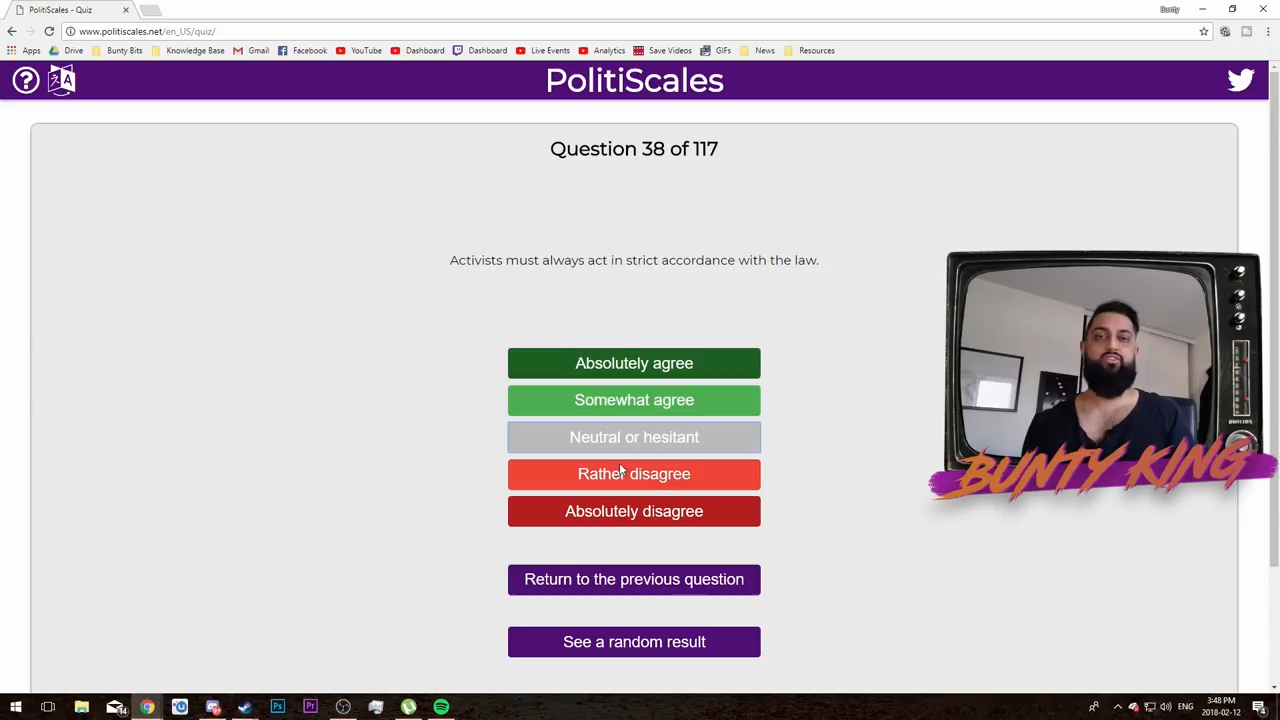 PolitiScales - Quiz
Bunty
www.politiscales.net/en_US/quiz/
Apps Drive Bunty Bits Knowledge Base Gmail Facebook YouTube Dashboard Dashboard Live Events Analytics Save Videos GIFs News Resources
PolitiScales
Question 38 of 117
Activists must always act in strict accordance with the law.
Absolutely agree
Somewhat agree
Neutral or hesitant
Rather disagree
Absolutely disagree
Return to the previous question
See a random result
PHILIPS
BUNTY KING
ENG
3:48 PM
2018-02-12